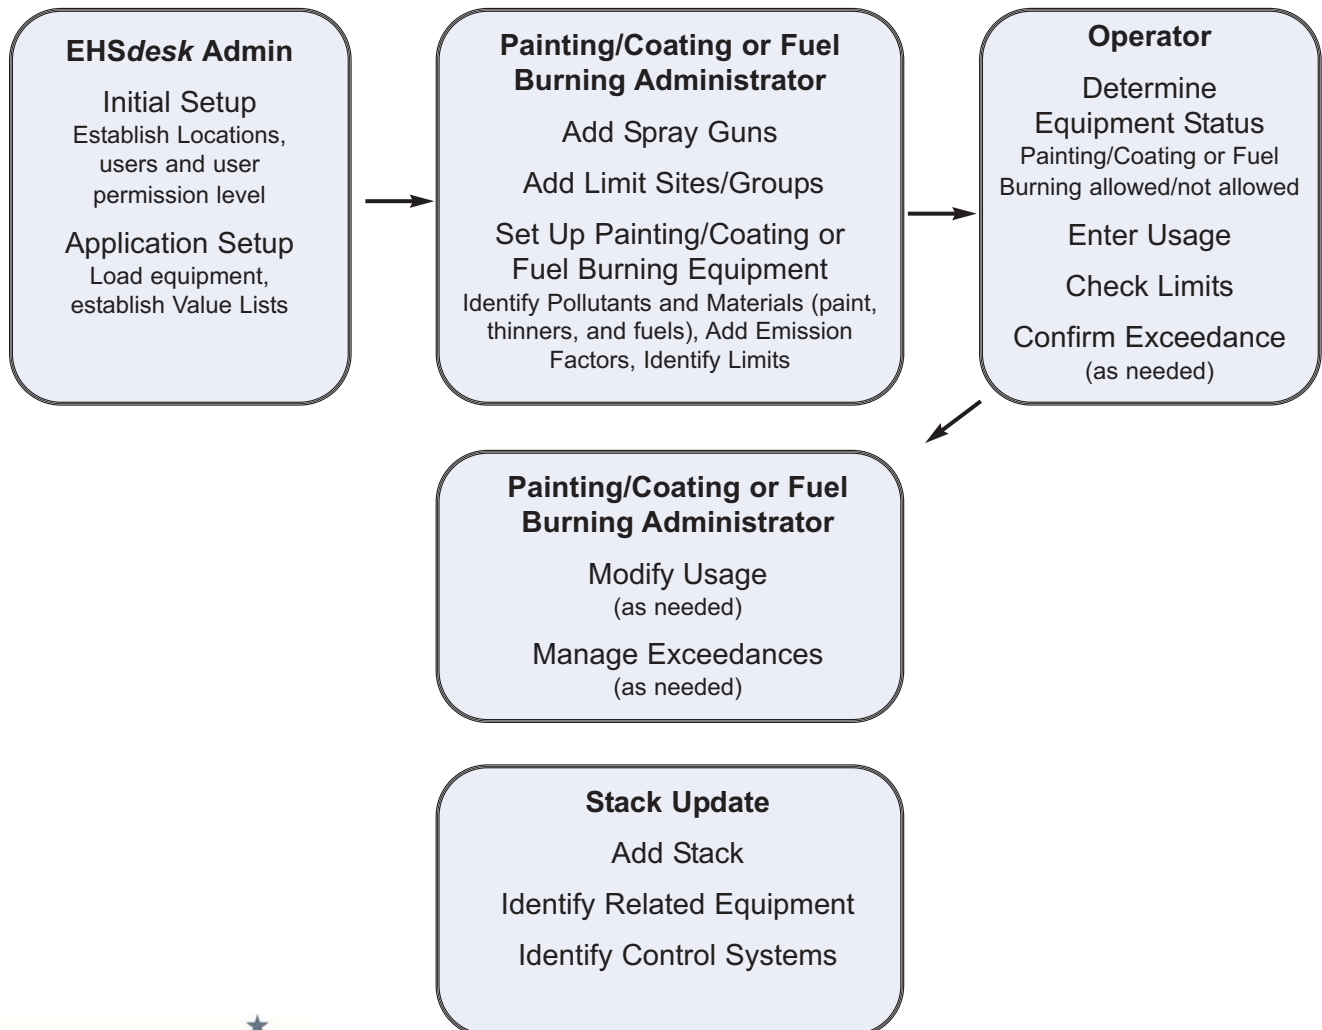 EHSdesk Admin
Initial Setup
Establish Locations,
users and user
permission level
Application Setup
Load equipment,
establish Value Lists
Painting/Coating or Fuel
Burning Administrator
Add Spray Guns
Add Limit Sites/Groups
Set Up Painting/Coating or
Fuel Burning Equipment
Identify Pollutants and Materials (paint,
thinners, and fuels), Add Emission
Factors, Identify Limits
Operator
Determine
Equipment Status
Painting/Coating or Fuel
Burning allowed/not allowed
Enter Usage
Check Limits
Confirm Exceedance
(as needed)
Painting/Coating or Fuel
Burning Administrator
Modify Usage
(as needed)
Manage Exceedances
(as needed)
Stack Update
Add Stack
Identify Related Equipment
Identify Control Systems